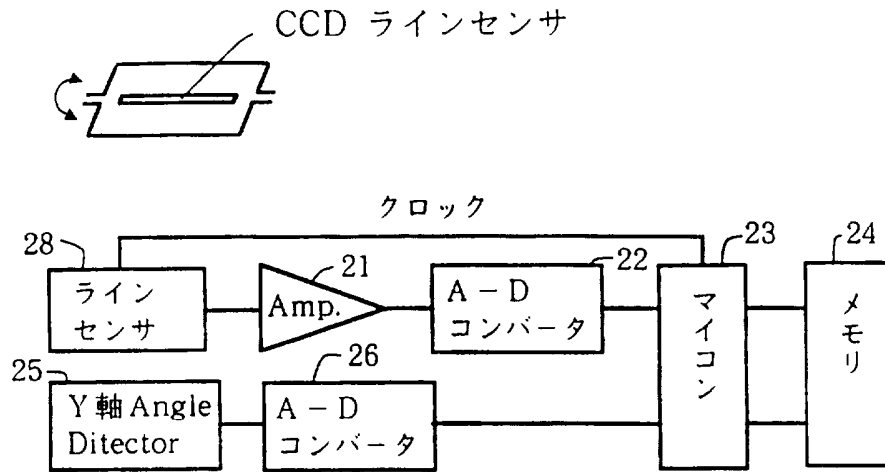 CCD ラインセンサ
クロック
28
21
22
23
24
ライン
センサ
Amp.
A-D
コンバータ
マイコン
メモリ
25
26
Y軸Angle
Ditector
A-D
コンバータ